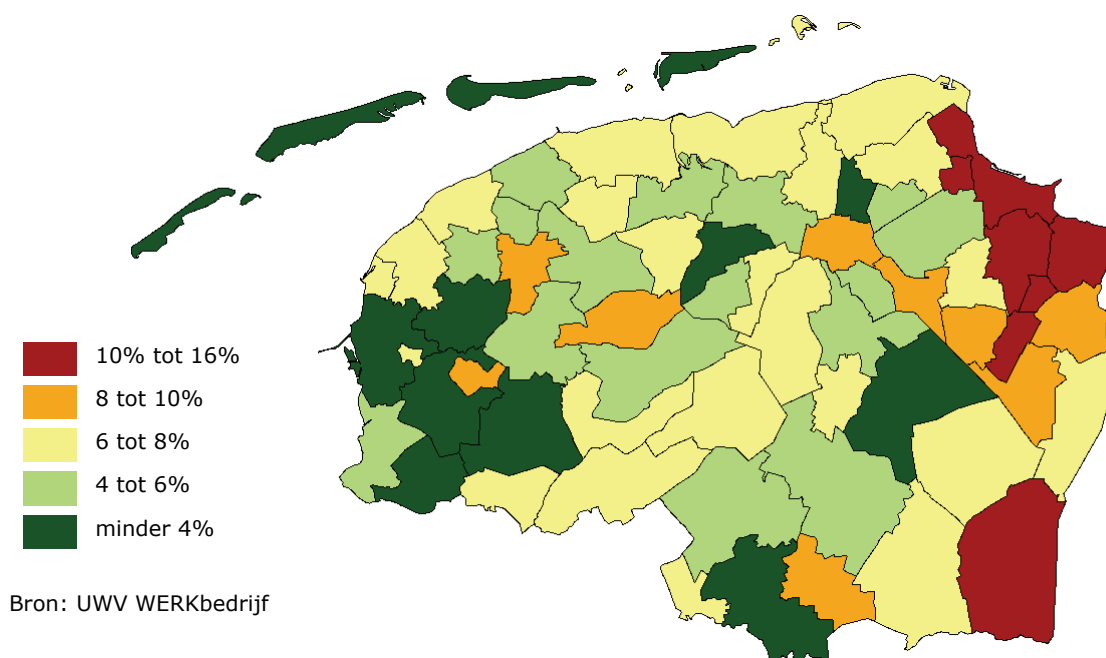 10% tot 16%
8 tot 10%
6 tot 8%
4 tot 6%
minder 4%
Bron: UWV WERKbedrijf